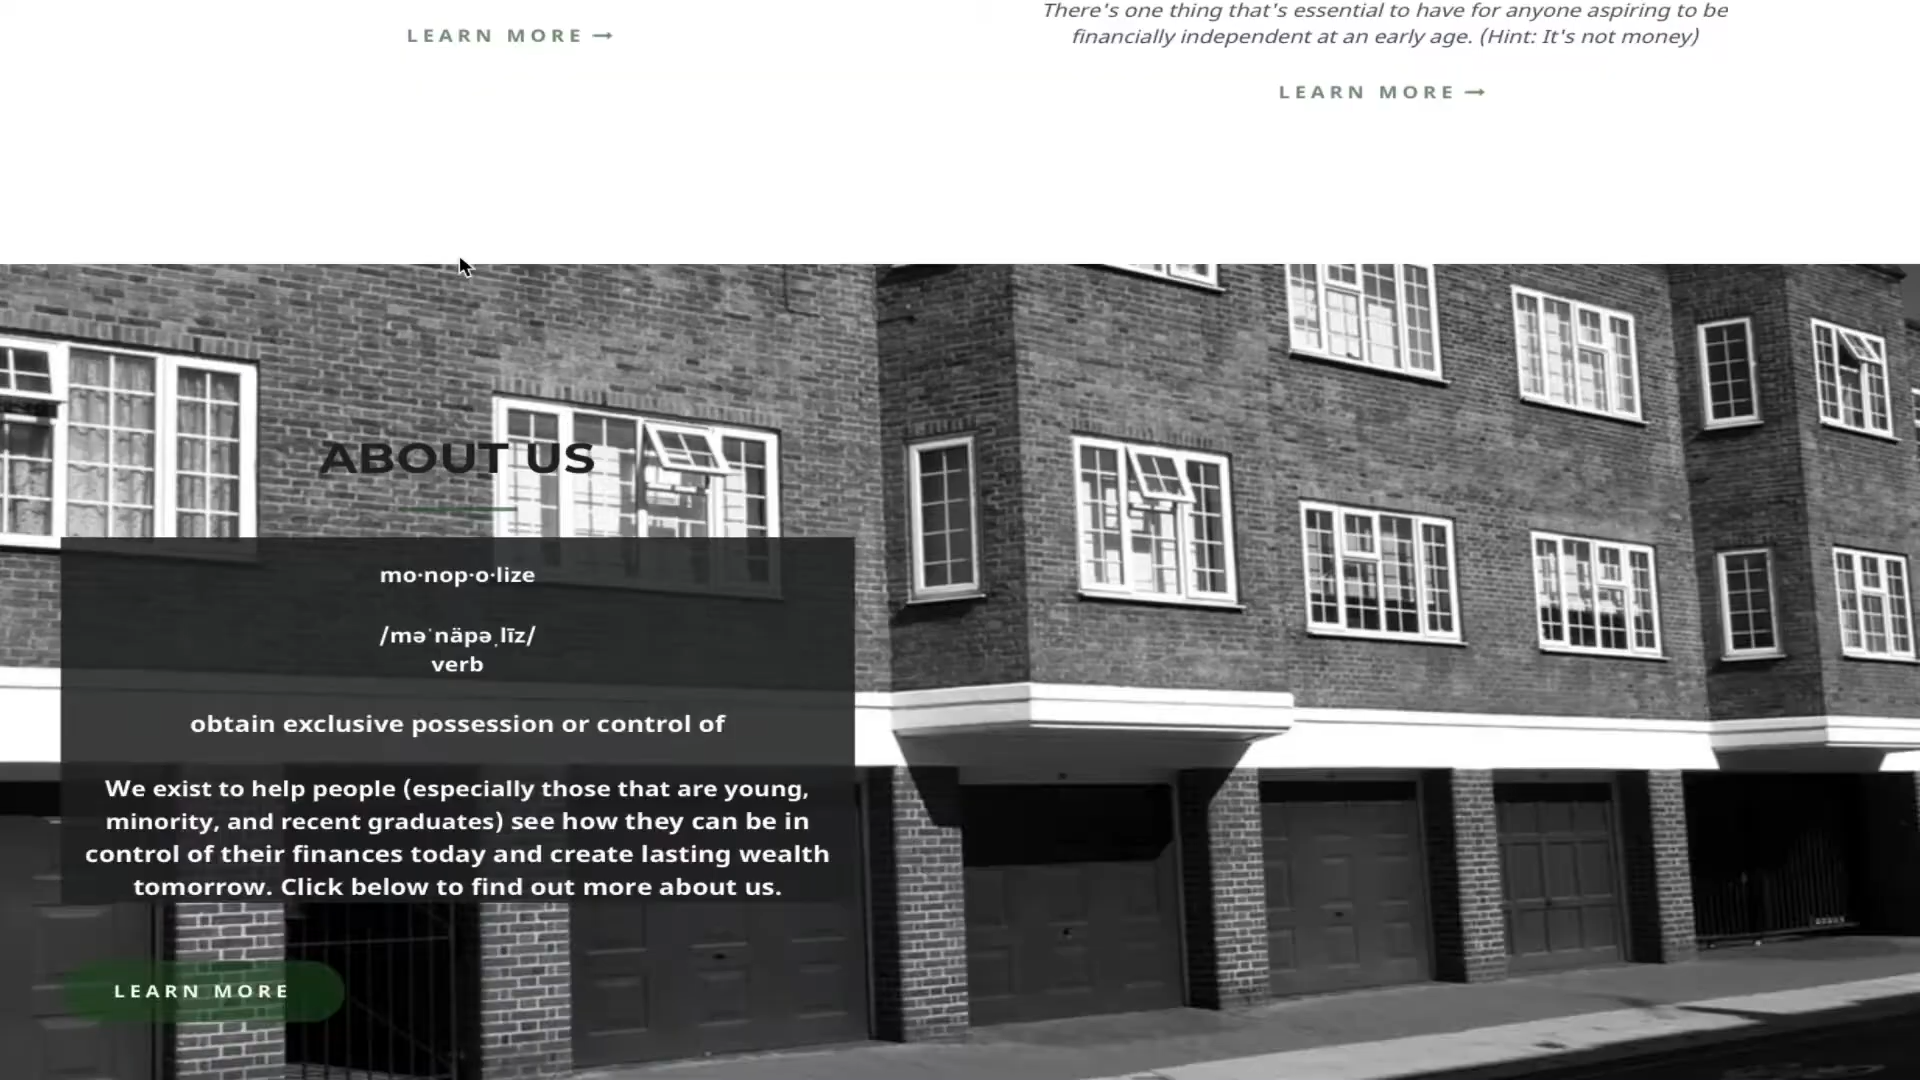 LEARN MORE →
There's one thing that's essential to have for anyone aspiring to be
financially independent at an early age. (Hint: It's not money)
LEARN MORE →
ABOUT US
mo·nop·o·lize
/məˈnäpəˌlīz/
verb
obtain exclusive possession or control of
We exist to help people (especially those that are young,
minority, and recent graduates) see how they can be in
control of their finances today and create lasting wealth
tomorrow. Click below to find out more about us.
LEARN MORE